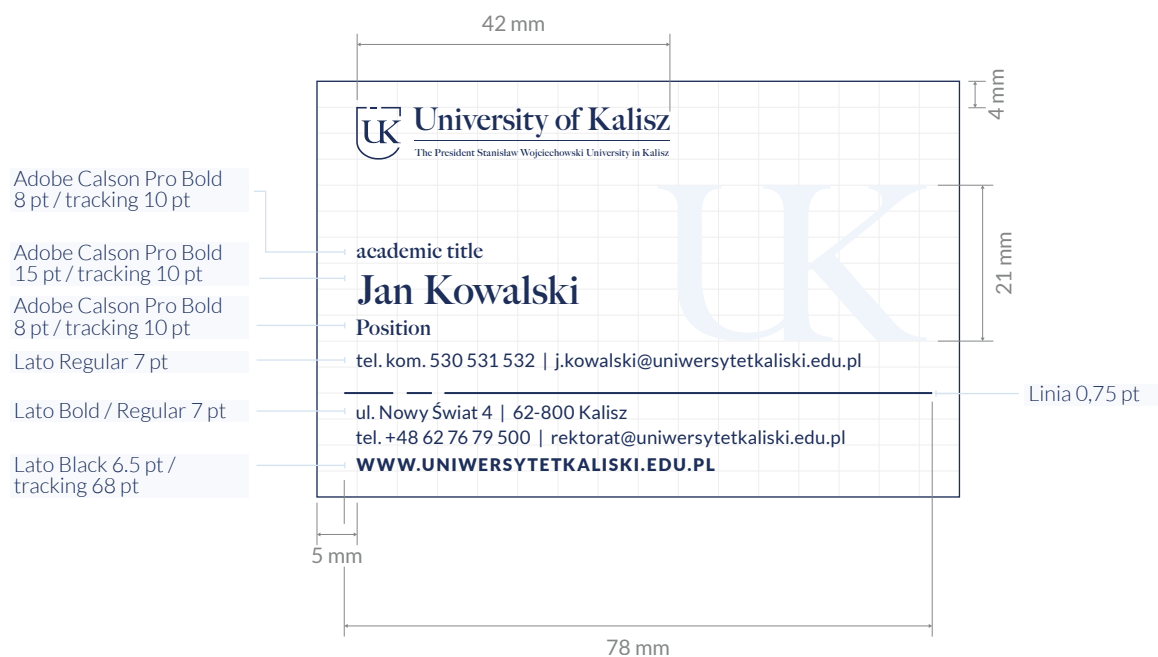 42 mm
4 mm
UK
University of Kalisz
The President Stanisław Wojciechowski University in Kalisz
Adobe Calson Pro Bold
8 pt / tracking 10 pt
UK
21 mm
academic title
Adobe Calson Pro Bold
15 pt / tracking 10 pt
Jan Kowalski
Adobe Calson Pro Bold
8 pt / tracking 10 pt
Position
Lato Regular 7 pt
tel. kom. 530 531 532 | j.kowalski@uniwersytetkaliski.edu.pl
Linia 0,75 pt
Lato Bold / Regular 7 pt
ul. Nowy Świat 4 | 62-800 Kalisz
tel. +48 62 76 79 500 | rektorat@uniwersytetkaliski.edu.pl
Lato Black 6.5 pt /
tracking 68 pt
WWW.UNIWERSYTETKALISKI.EDU.PL
5 mm
78 mm